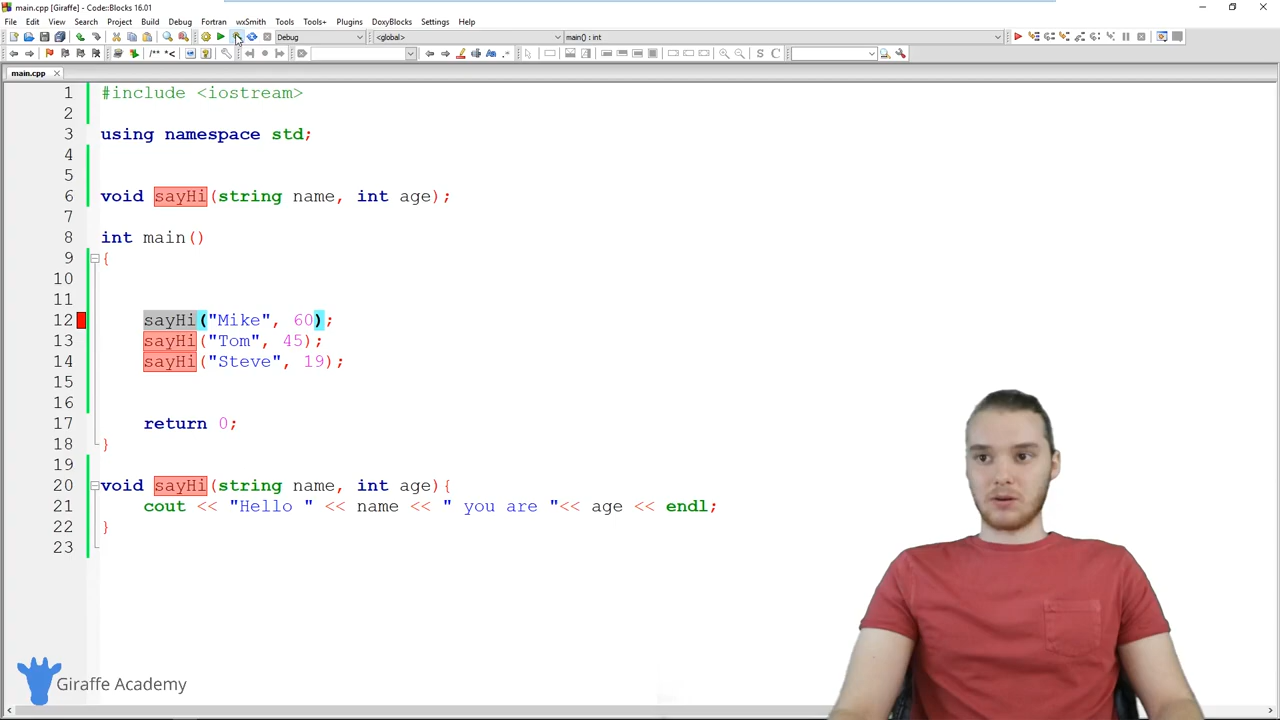 main.cpp [Giraffe] - Code::Blocks 16.01
File Edit View Search Project Build Debug Fortran wxSmith Tools Tools+ Plugins DoxyBlocks Settings Help
Debug <global> main() : int
main.cpp
1 #include <iostream>
2
3 using namespace std;
4
5
6 void sayHi(string name, int age);
7
8 int main()
9 {
10
11
12 sayHi("Mike", 60);
13 sayHi("Tom", 45);
14 sayHi("Steve", 19);
15
16
17 return 0;
18 }
19
20 void sayHi(string name, int age){
21 cout << "Hello " << name << " you are "<< age << endl;
22 }
23
Giraffe Academy